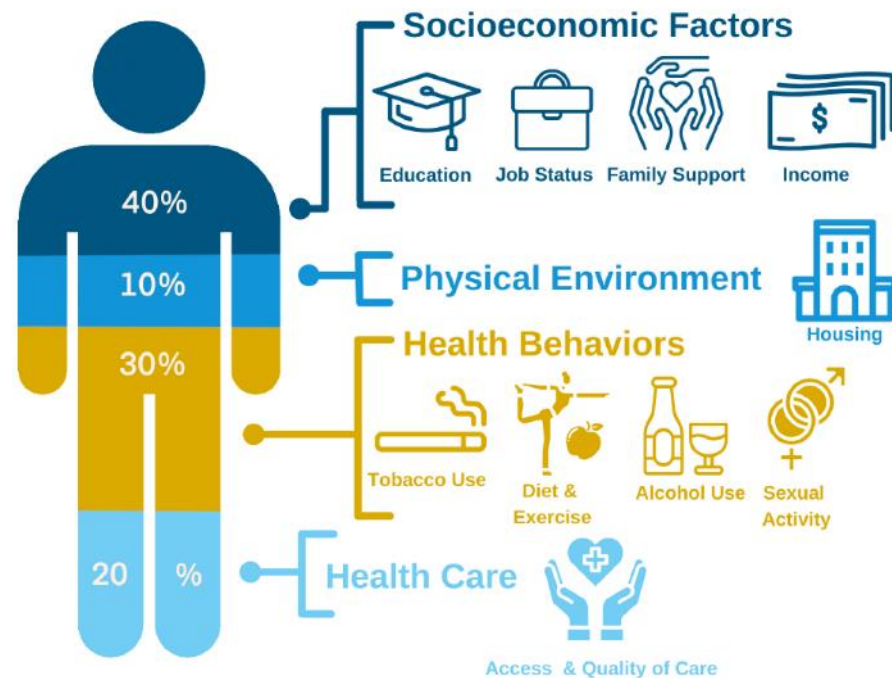 Socioeconomic Factors
$
Education
Job Status
Family Support
Income
40%
10%
Physical Environment
Housing
30%
Health Behaviors
Tobacco Use
Diet &
Exercise
Alcohol Use
Sexual
Activity
20 %
Health Care
Access & Quality of Care